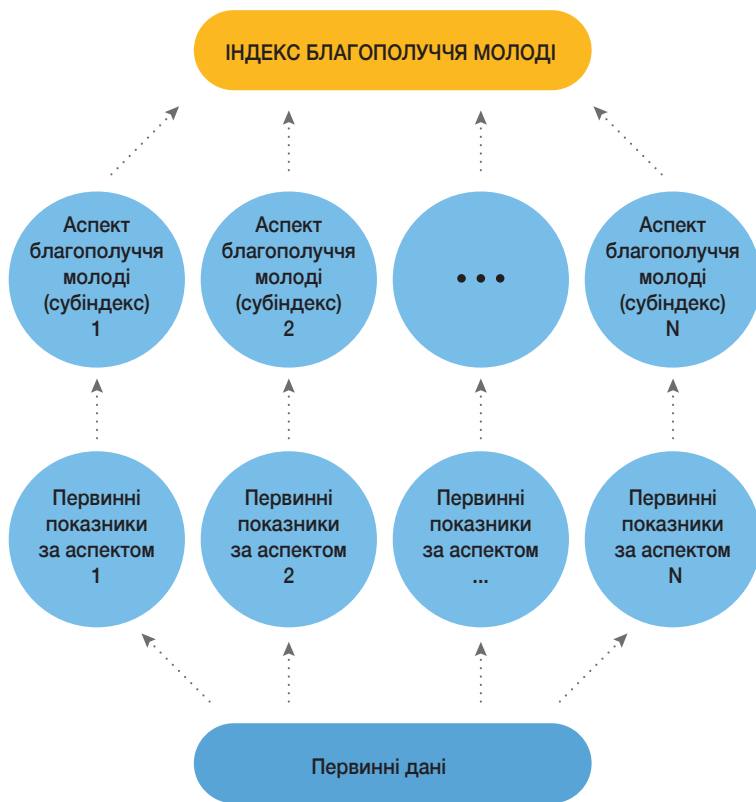 ІНДЕКС БЛАГОПОЛУЧЧЯ МОЛОДІ
Аспект
благополуччя
молоді
(субіндекс)
1
Аспект
благополуччя
молоді
(субіндекс)
2
•••
Аспект
благополуччя
молоді
(субіндекс)
N
Первинні
показники
за аспектом
1
Первинні
показники
за аспектом
2
Первинні
показники
за аспектом
...
Первинні
показники
за аспектом
N
Первинні дані